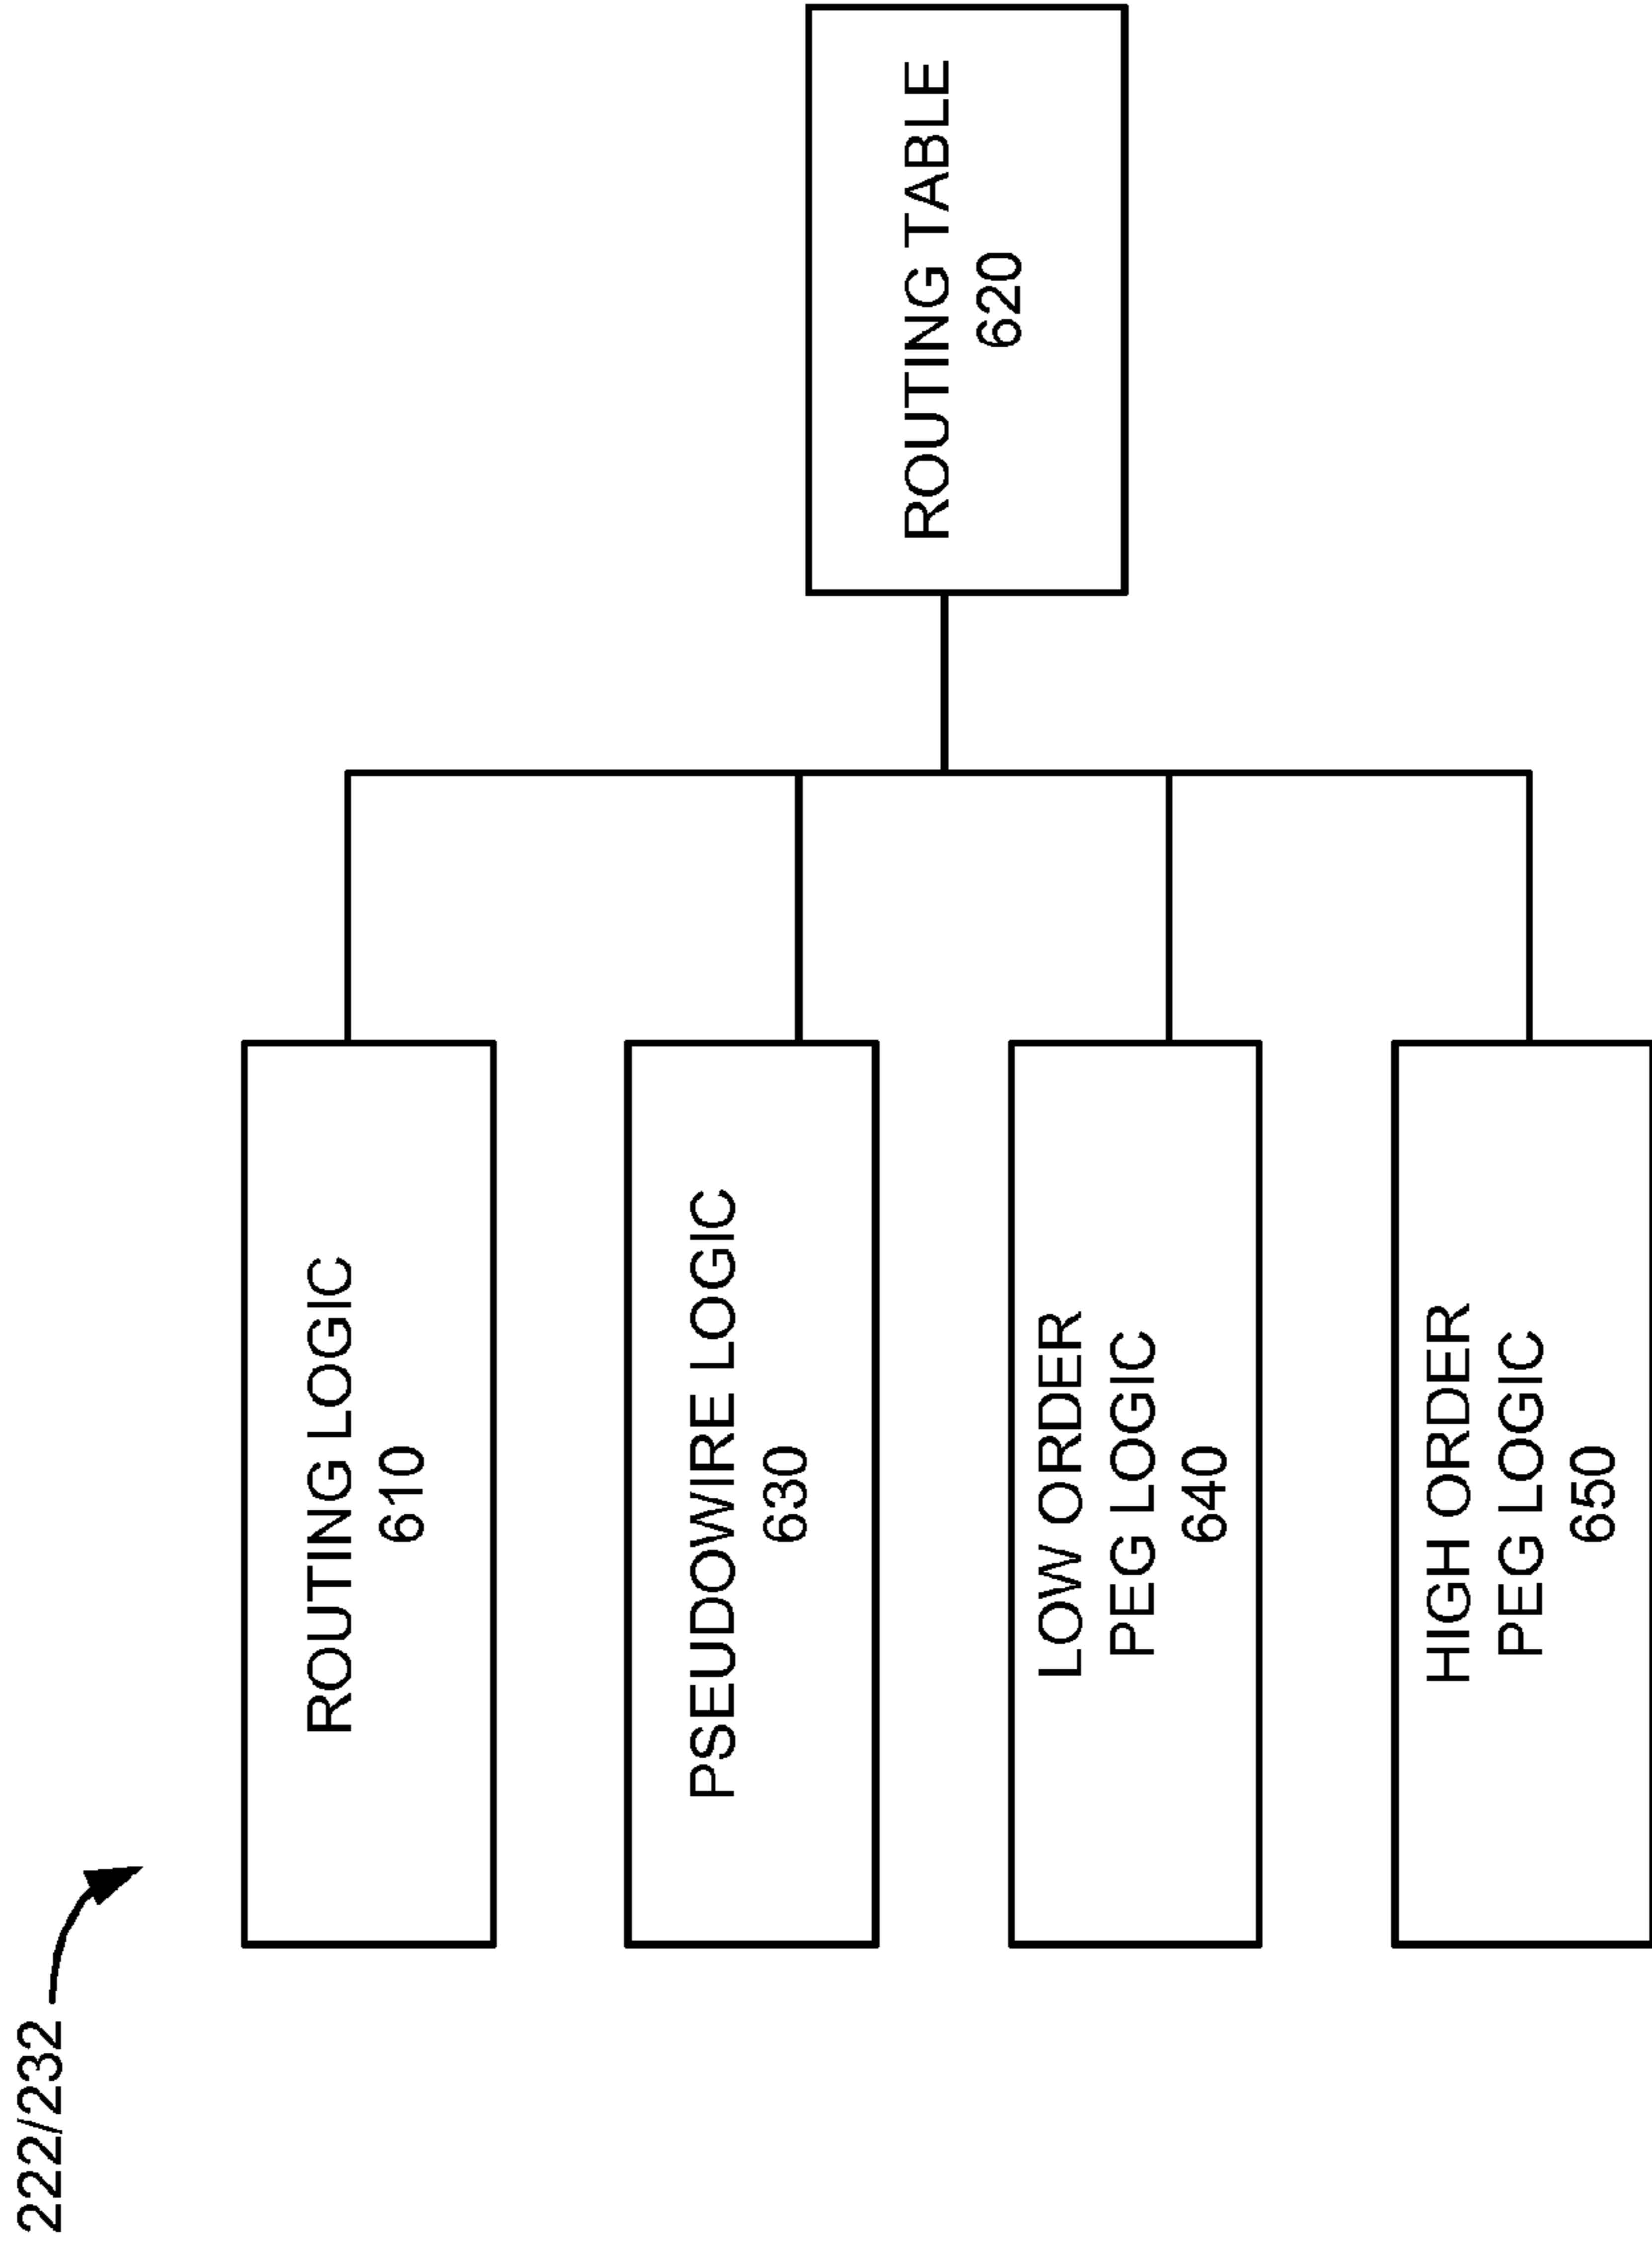 222/232
ROUTING LOGIC
610
PSEUDOWIRE LOGIC
630
LOW ORDER
PEG LOGIC
640
HIGH ORDER
PEG LOGIC
650
ROUTING TABLE
620